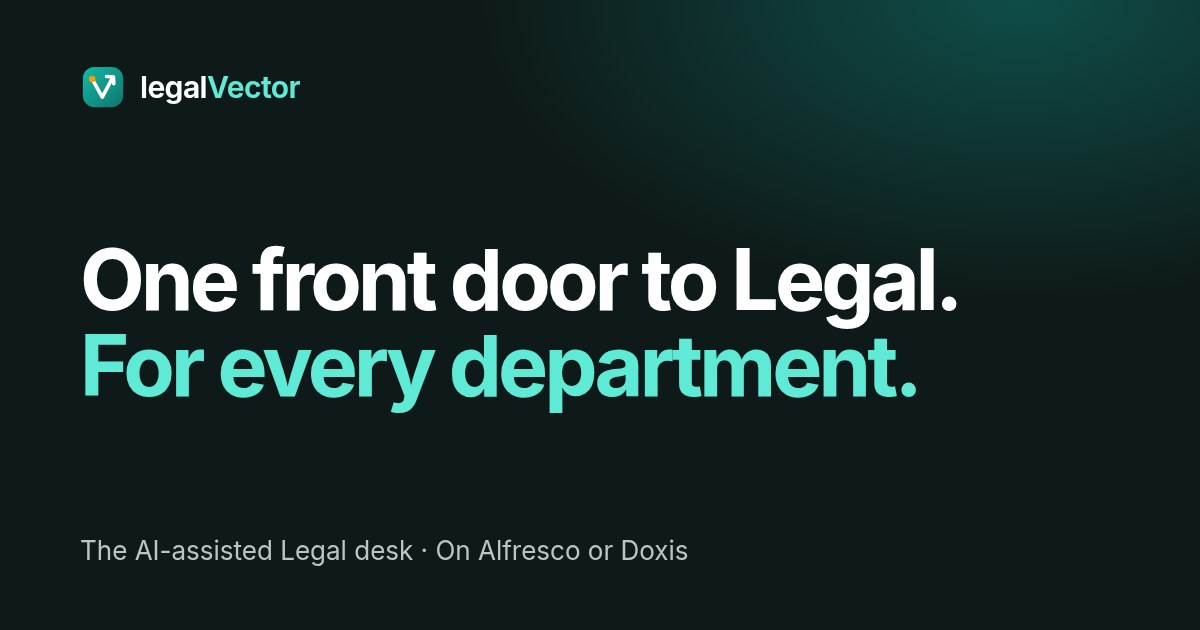 legalVector
One front door to Legal.
For every department.
The AI-assisted Legal desk · On Alfresco or Doxis